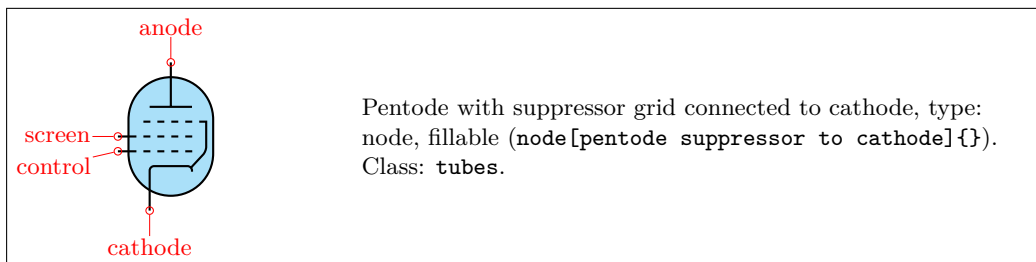 anode
screen
control
cathode
Pentode with suppressor grid connected to cathode, type:
node, fillable (node[pentode suppressor to cathode]{}).
Class: tubes.